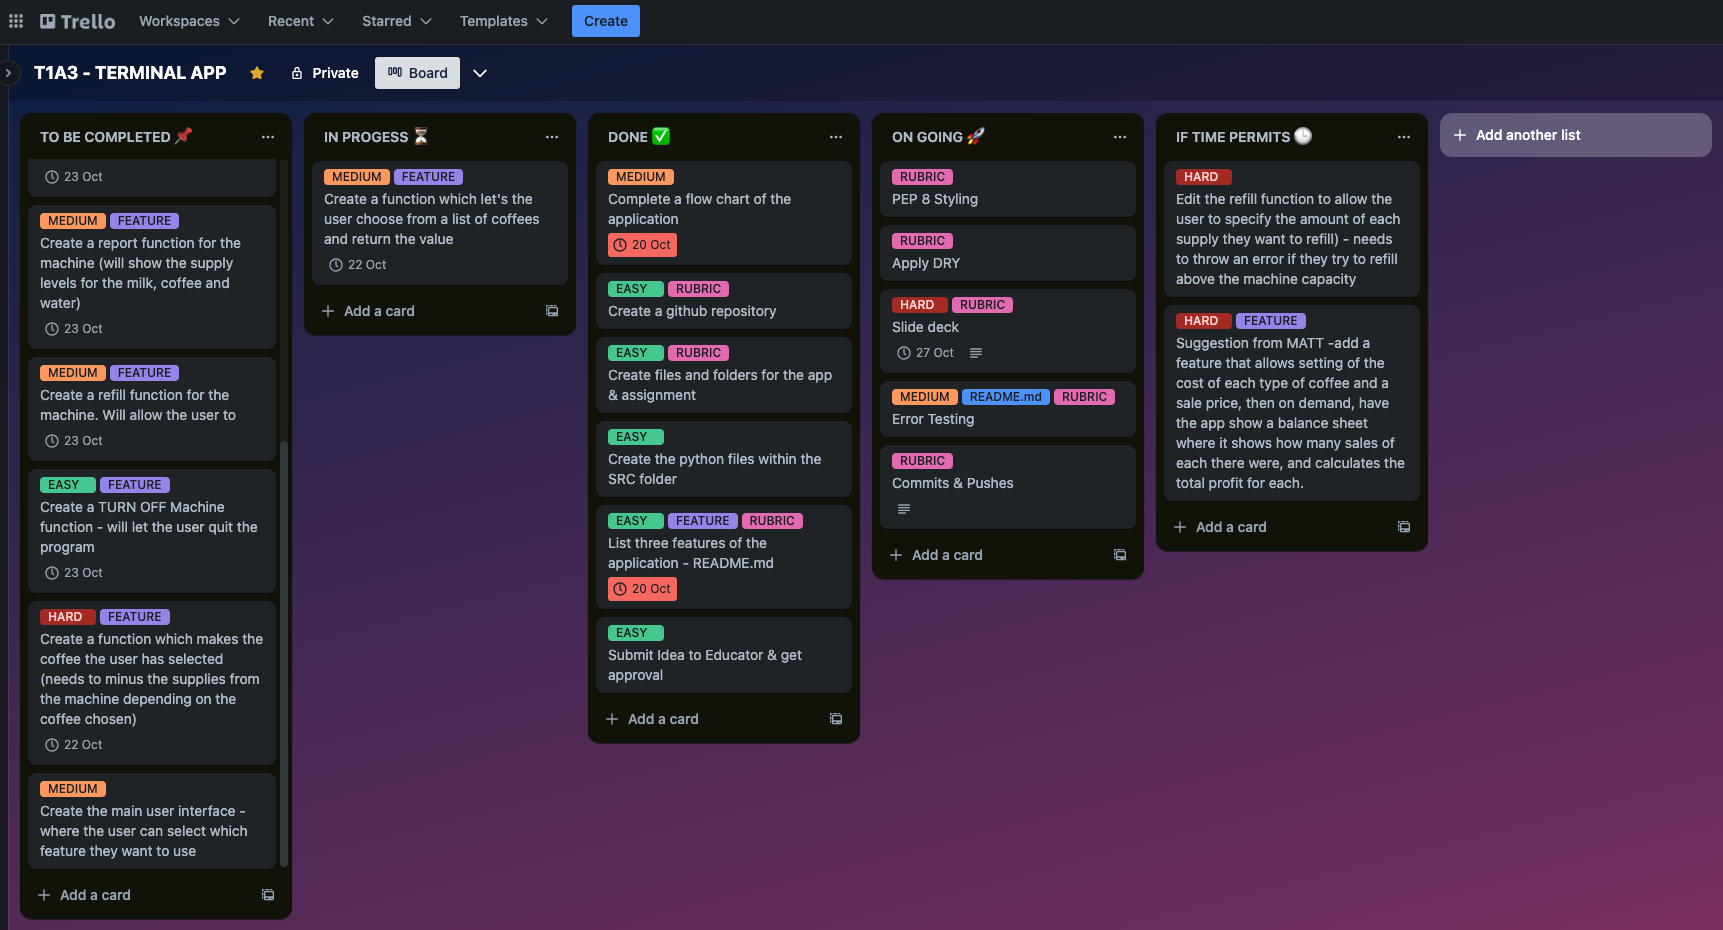 Trello
Workspaces
Recent
Starred
Templates
Create
T1A3 - TERMINAL APP
Private
Board
TO BE COMPLETED
23 Oct
MEDIUM FEATURE
Create a report function for the
machine (will show the supply
levels for the milk, coffee and
water)
23 Oct
MEDIUM FEATURE
Create a refill function for the
machine. Will allow the user to
23 Oct
EASY FEATURE
Create a TURN OFF Machine
function - will let the user quit the
program
23 Oct
HARD FEATURE
Create a function which makes the
coffee the user has selected
(needs to minus the supplies from
the machine depending on the
coffee chosen)
22 Oct
MEDIUM
Create the main user interface -
where the user can select which
feature they want to use
Add a card
IN PROGESS
MEDIUM FEATURE
Create a function which let's the
user choose from a list of coffees
and return the value
22 Oct
Add a card
DONE
MEDIUM
Complete a flow chart of the
application
20 Oct
EASY RUBRIC
Create a github repository
EASY RUBRIC
Create files and folders for the app
& assignment
EASY
Create the python files within the
SRC folder
EASY FEATURE RUBRIC
List three features of the
application - README.md
20 Oct
EASY
Submit Idea to Educator & get
approval
Add a card
ON GOING
RUBRIC
PEP 8 Styling
RUBRIC
Apply DRY
HARD RUBRIC
Slide deck
27 Oct
MEDIUM README.md RUBRIC
Error Testing
RUBRIC
Commits & Pushes
Add a card
IF TIME PERMITS
HARD
Edit the refill function to allow the
user to specify the amount of each
supply they want to refill) - needs
to throw an error if they try to refill
above the machine capacity
HARD FEATURE
Suggestion from MATT -add a
feature that allows setting of the
cost of each type of coffee and a
sale price, then on demand, have
the app show a balance sheet
where it shows how many sales of
each there were, and calculates the
total profit for each.
Add a card
Add another list